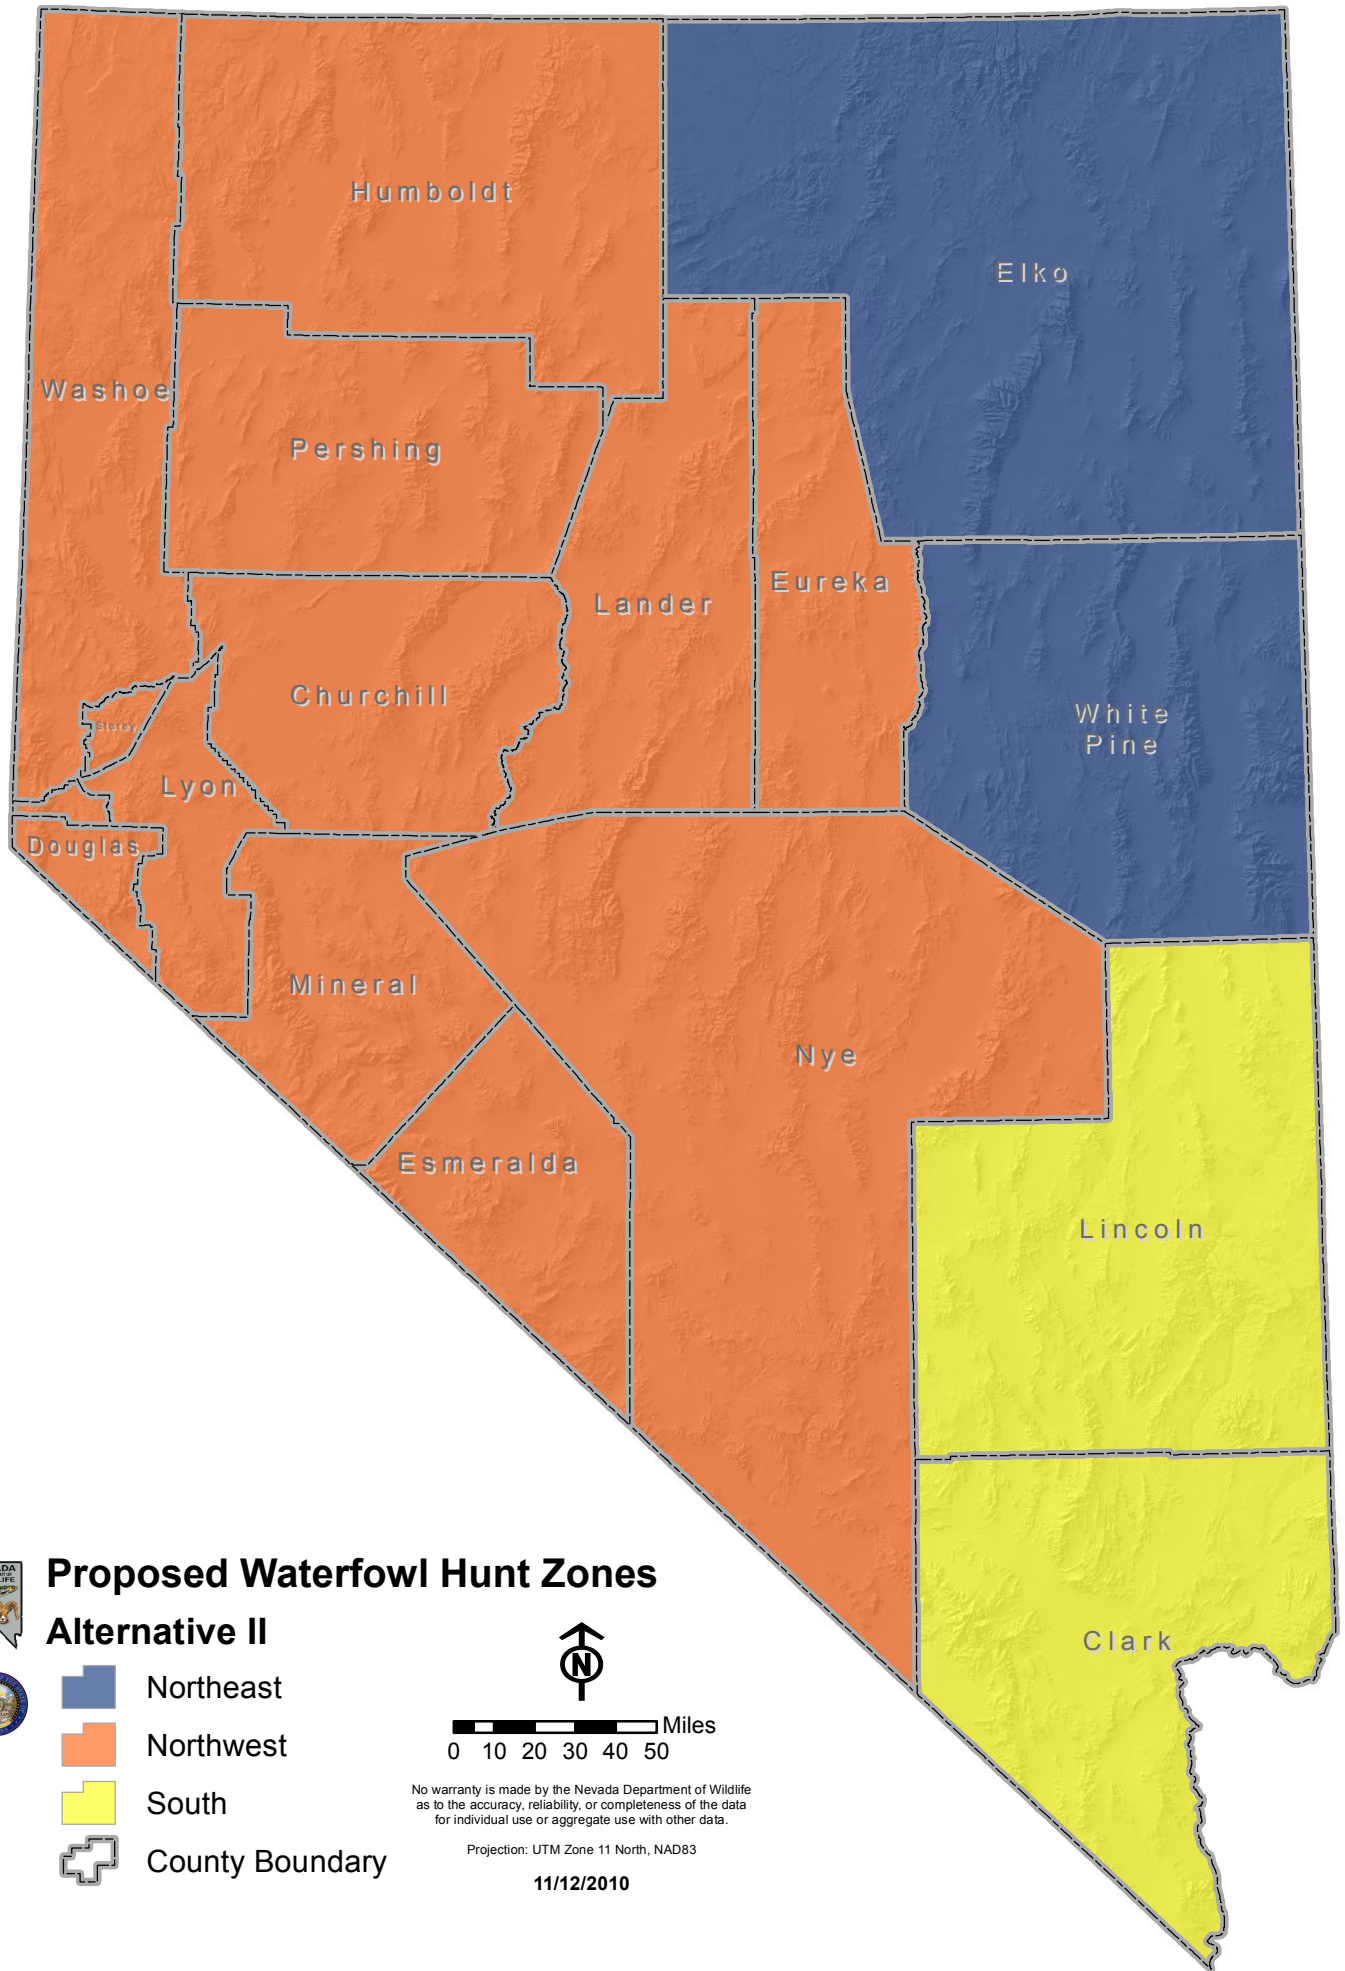 Humboldt
Elko
Washoe
Pershing
Eureka
Lander
Churchill
White
Pine
Storey
Lyon
Douglas
Mineral
Nye
Esmeralda
Lincoln
Clark
Proposed Waterfowl Hunt Zones
Alternative II
Northeast
Northwest
South
County Boundary
N
Miles
0 10 20 30 40 50
No warranty is made by the Nevada Department of Wildlife
as to the accuracy, reliability, or completeness of the data
for individual use or aggregate use with other data.
Projection: UTM Zone 11 North, NAD83
11/12/2010